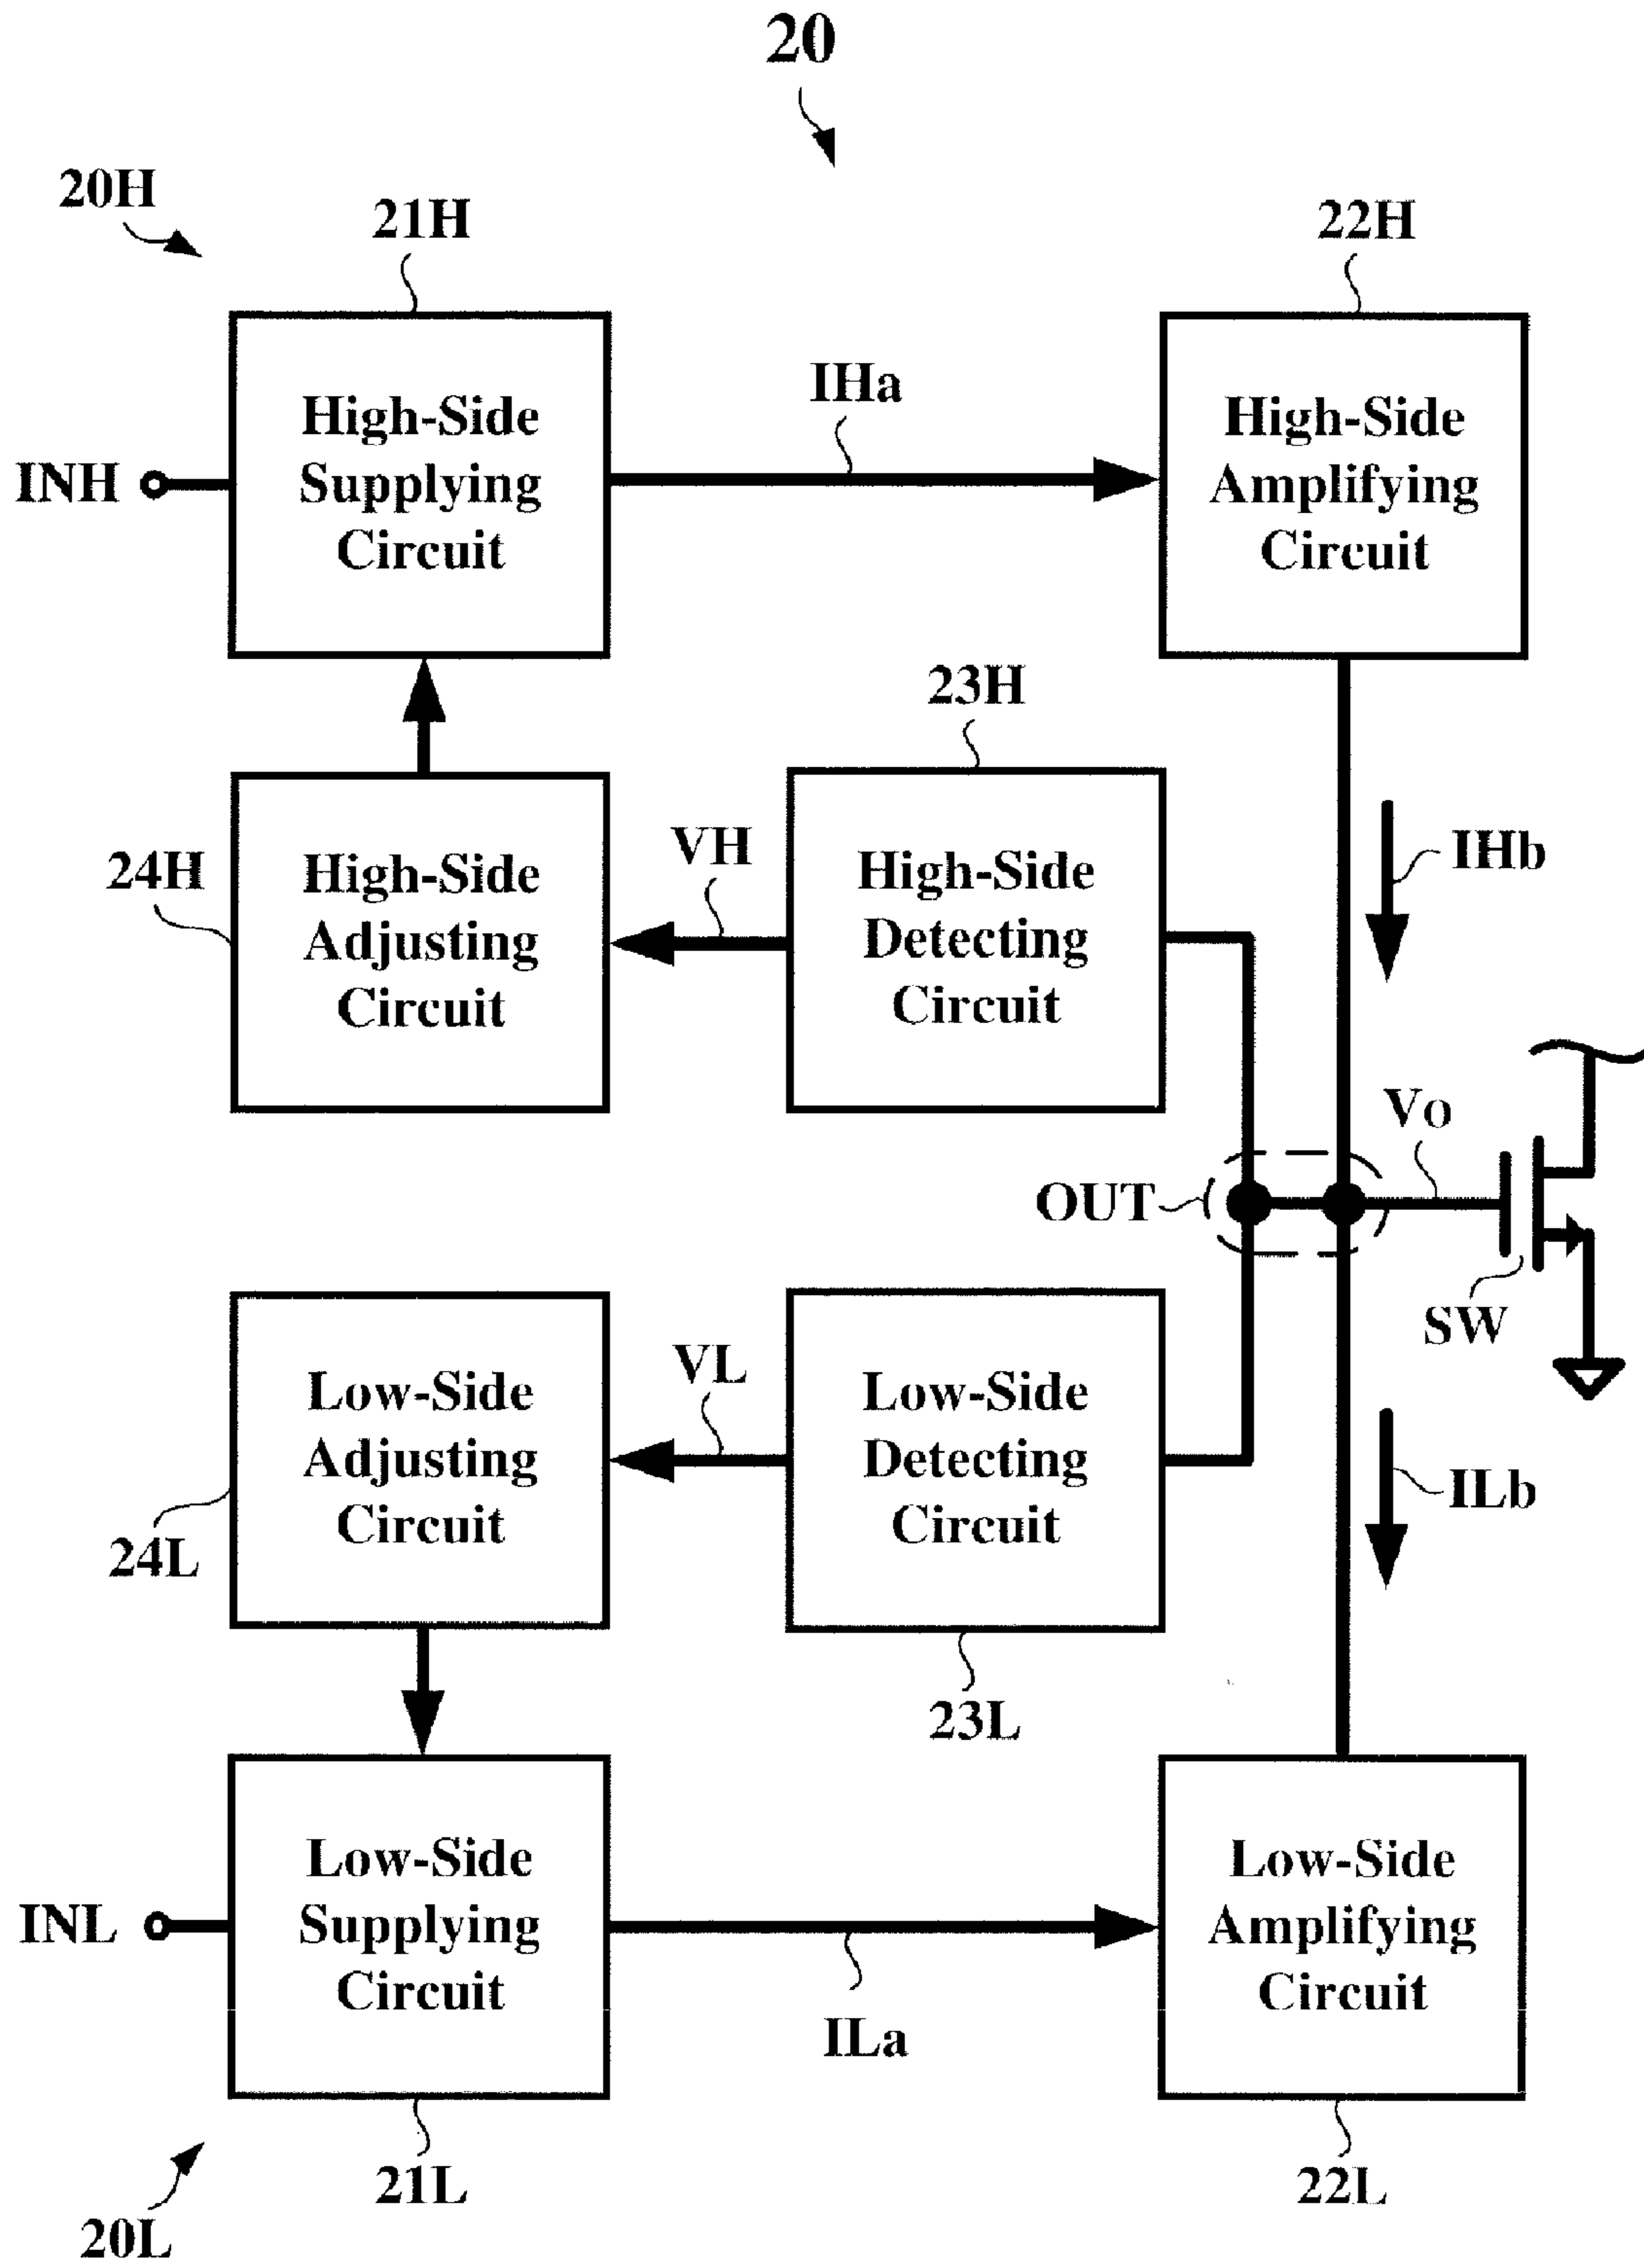 20
20H
21H
22H
IHa
High-Side
Supplying
Circuit
High-Side
Amplifying
Circuit
INH
23H
24H
VH
High-Side
Adjusting
Circuit
High-Side
Detecting
Circuit
IHb
Vo
OUT
SW
VL
Low-Side
Adjusting
Circuit
Low-Side
Detecting
Circuit
ILb
24L
23L
INL
Low-Side
Supplying
Circuit
Low-Side
Amplifying
Circuit
ILa
21L
22L
20L